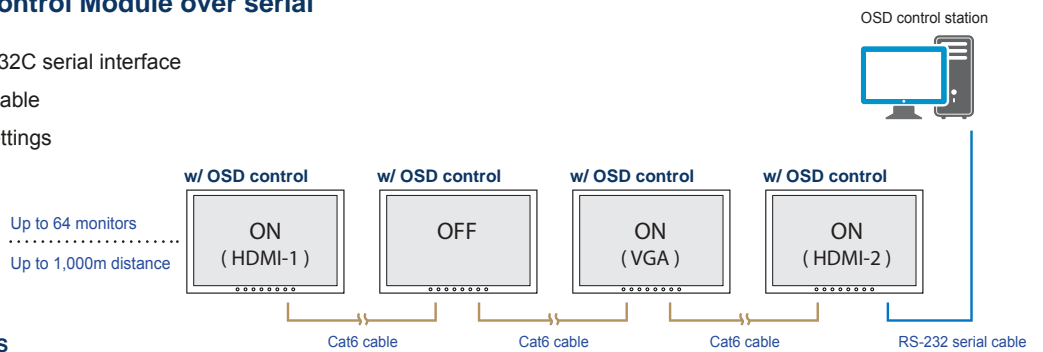 ontrol Module over serial
OSD control station
32C serial interface
able
ttings
w/ OSD control w/ OSD control w/ OSD control w/ OSD control
Up to 64 monitors
Up to 1,000m distance
ON
( HDMI-1 )
OFF
ON
( VGA )
ON
( HDMI-2 )
Cat6 cable Cat6 cable Cat6 cable RS-232 serial cable
s